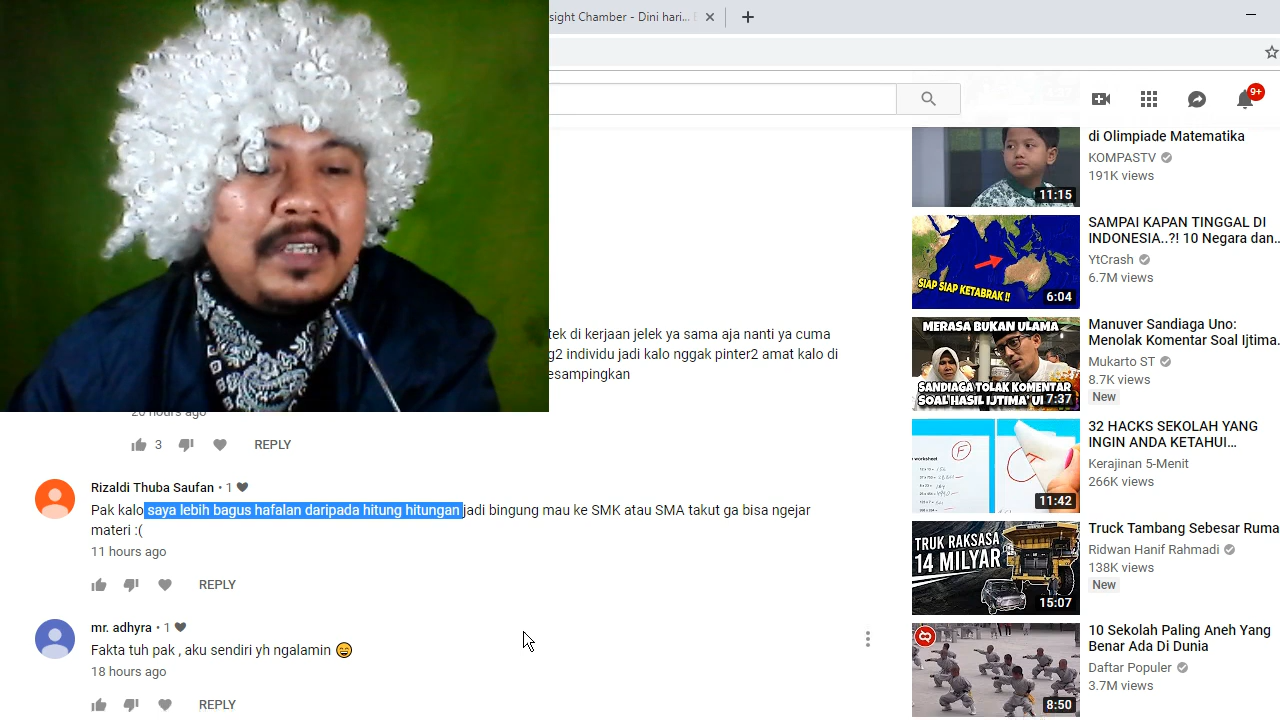 sight Chamber - Dini hari...
9+
tek di kerjaan jelek ya sama aja nanti ya cuma
g2 individu jadi kalo nggak pinter2 amat kalo di
esampingkan
20 hours ago
3
REPLY
Rizaldi Thuba Saufan • 1
Pak kalo saya lebih bagus hafalan daripada hitung hitungan jadi bingung mau ke SMK atau SMA takut ga bisa ngejar
materi :(
11 hours ago
REPLY
mr. adhyra • 1
Fakta tuh pak , aku sendiri yh ngalamin 😄
18 hours ago
REPLY
di Olimpiade Matematika
KOMPASTV
191K views
11:15
SAMPAI KAPAN TINGGAL DI
INDONESIA..?! 10 Negara dan...
YtCrash
6.7M views
SIAP SIAP KETABRAK !!
6:04
Manuver Sandiaga Uno:
Menolak Komentar Soal Ijtima...
Mukarto ST
8.7K views
New
MERASA BUKAN ULAMA
SANDIAGA TOLAK KOMENTAR
SOAL HASIL IJTIMA' U
7:37
32 HACKS SEKOLAH YANG
INGIN ANDA KETAHUI...
Kerajinan 5-Menit
266K views
worksheet
F
11:42
Truck Tambang Sebesar Ruma
Ridwan Hanif Rahmadi
138K views
New
TRUK RAKSASA
14 MILYAR
15:07
10 Sekolah Paling Aneh Yang
Benar Ada Di Dunia
Daftar Populer
3.7M views
8:50